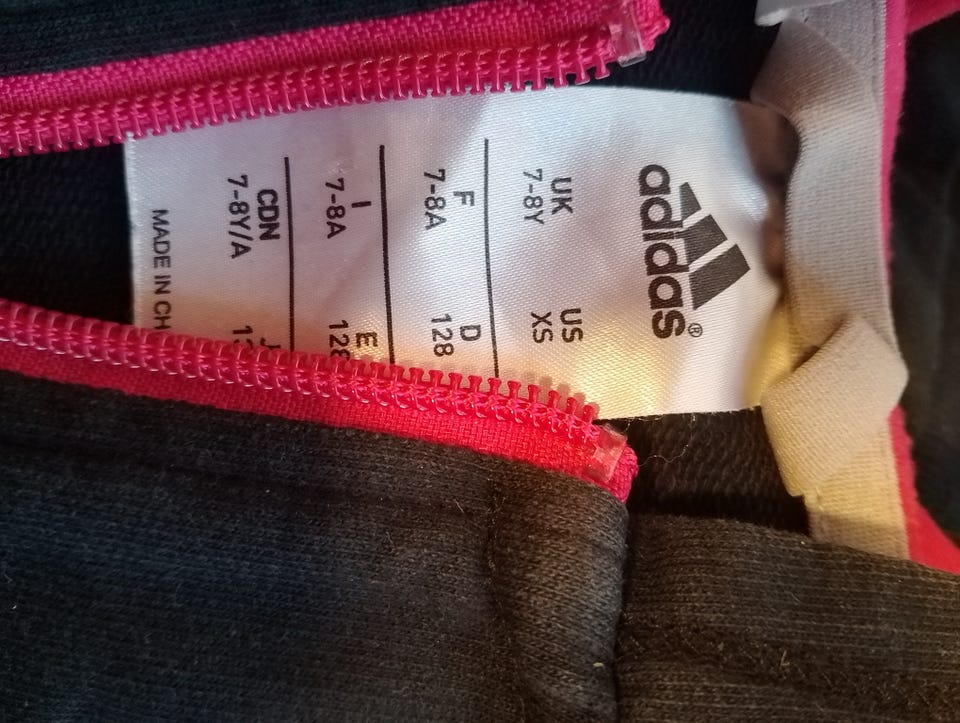 adidas®
UK US
7-8Y XS
F D
7-8A 128
I E
7-8A 128
CDN J
7-8Y/A
MADE IN CH